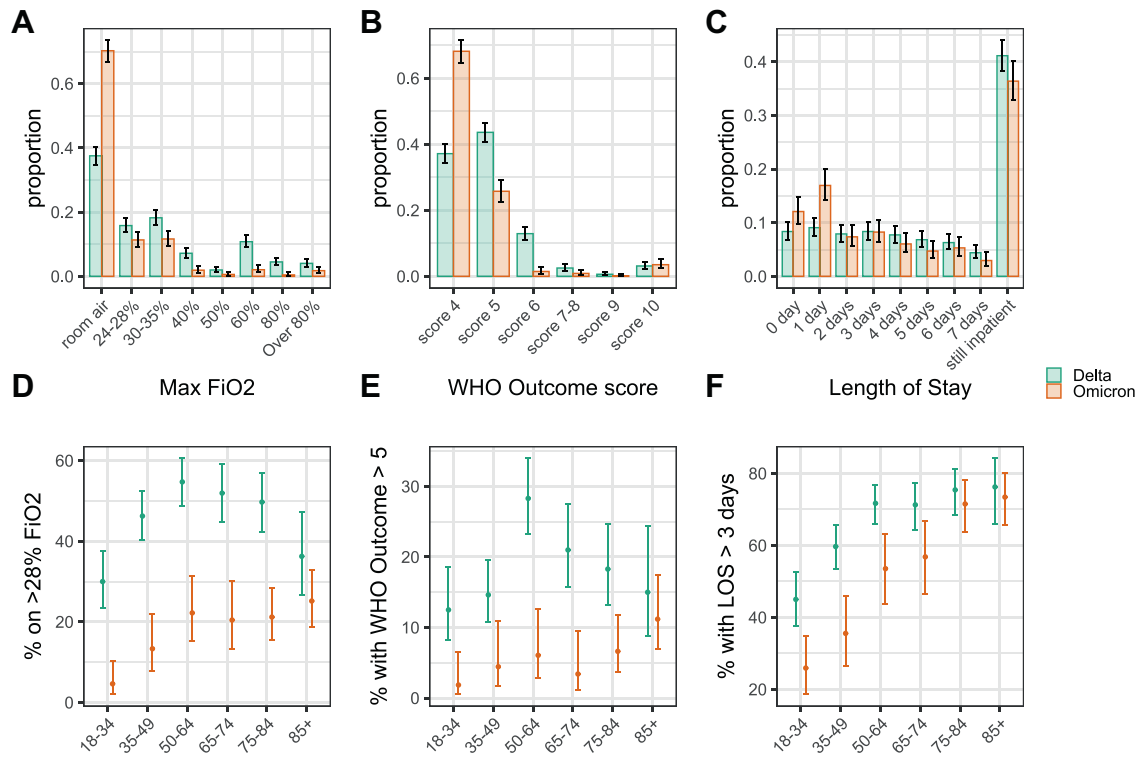 A
proportion
0.6
0.4
0.2
0.0
room air
24-28%
30-35%
40%
50%
60%
80%
Over 80%
B
proportion
0.6
0.4
0.2
0.0
score 4
score 5
score 6
score 7-8
score 9
score 10
C
proportion
0.4
0.3
0.2
0.1
0.0
0 day
1 day
2 days
3 days
4 days
5 days
6 days
7 days
still inpatient
Delta
Omicron
D
Max FiO2
% on >28% FiO2
60
40
20
0
18-34
35-49
50-64
65-74
75-84
85+
E
WHO Outcome score
% with WHO Outcome > 5
30
20
10
0
18-34
35-49
50-64
65-74
75-84
85+
F
Length of Stay
% with LOS > 3 days
80
60
40
20
18-34
35-49
50-64
65-74
75-84
85+